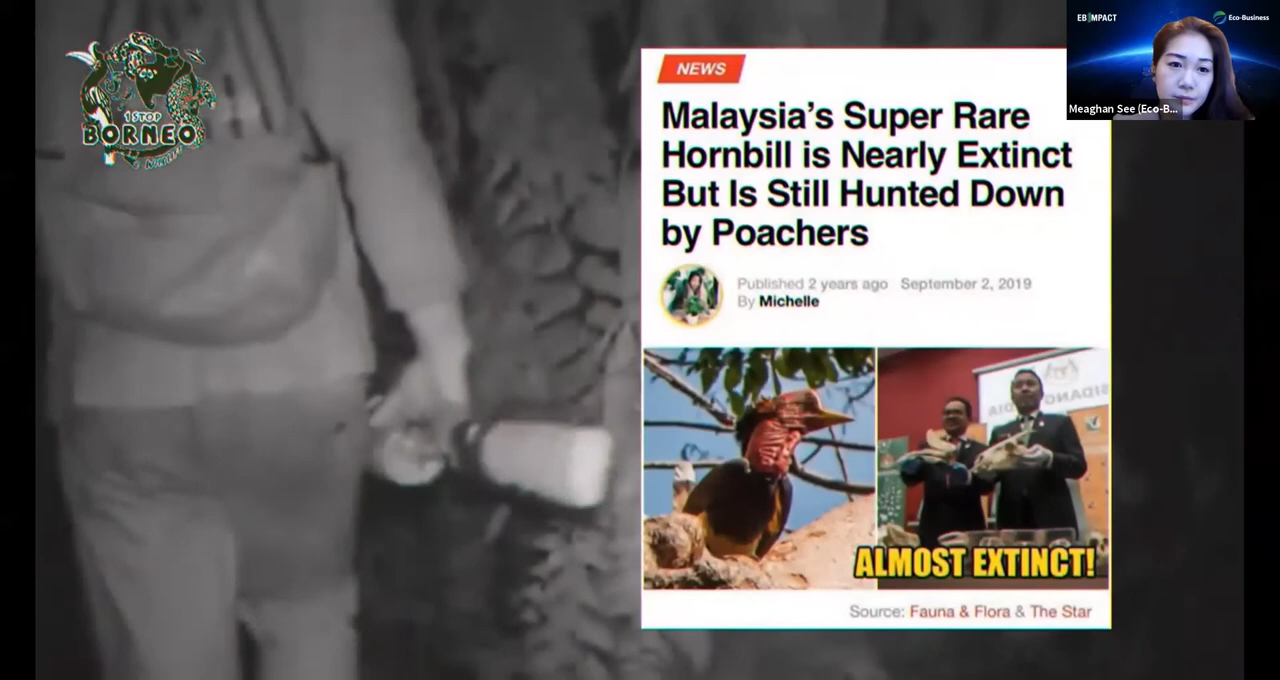 1 STOP
BORNEO
WILDLIFE
EB IMPACT
Eco-Business
Meaghan See (Eco-B...
NEWS
Malaysia's Super Rare
Hornbill is Nearly Extinct
But Is Still Hunted Down
by Poachers
Published 2 years ago September 2, 2019
By Michelle
SIDANG
ALMOST EXTINCT!
Source: Fauna & Flora & The Star